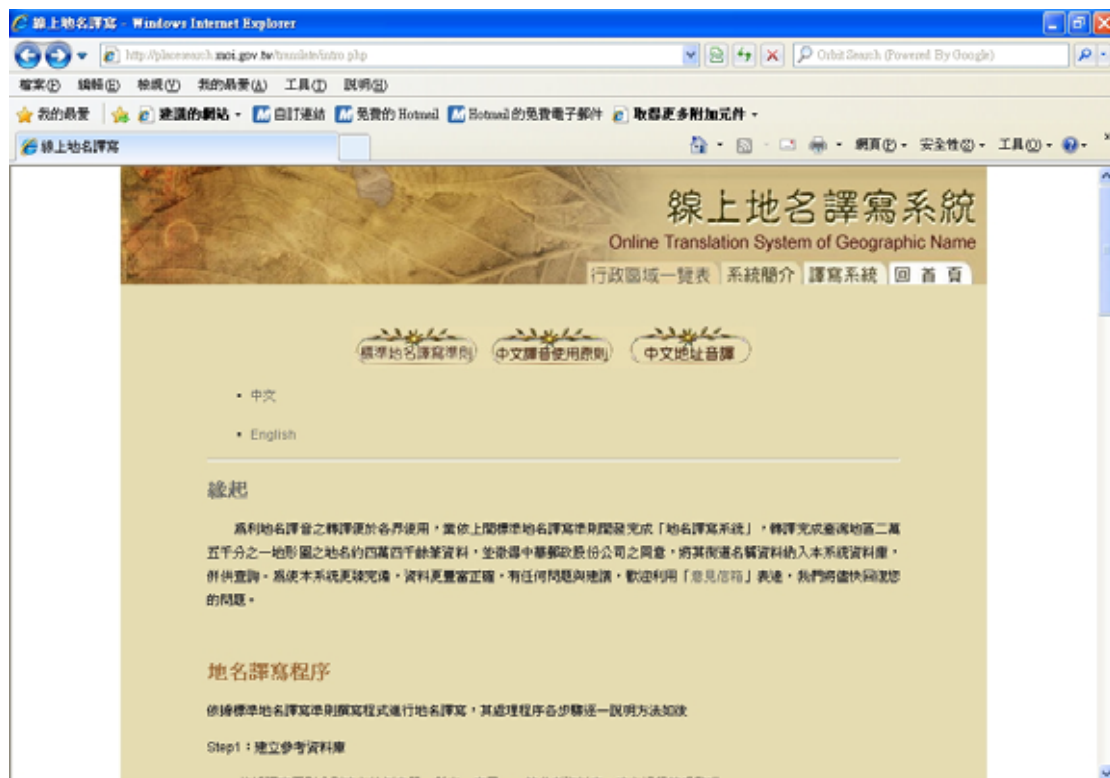 線上地名譯寫 - Windows Internet Explorer
http://placesearch.moi.gov.tw/translate/intro.php
Orbit Search (Powered By Google)
檔案(F) 編輯(E) 檢視(V) 我的最愛(A) 工具(T) 說明(H)
我的最愛 建議的網站 自訂連結 免費的 Hotmail Hotmail 的免費電子郵件 取得更多附加元件
線上地名譯寫
網頁(P) 安全性(S) 工具(O)
線上地名譯寫系統
Online Translation System of Geographic Name
行政區域一覽表 系統簡介 譯寫系統 回首頁
標準地名譯寫準則 中文譯音使用原則 中文地址音譯
中文
English
緣起
為利地名譯音之轉譯便於各界使用,業依上開標準地名譯寫準則開發完成「地名譯寫系統」,轉譯完成臺灣地區二萬
五千分之一地形圖之地名約四萬四千餘筆資料,並徵得中華郵政股份公司之同意,將其街道名稱資料納入本系統資料庫,
併供查詢。為使本系統更臻完備,資料更豐富正確,有任何問題與建議,歡迎利用「意見信箱」表達,我們將儘快回復您
的問題。
地名譯寫程序
依據標準地名譯寫準則撰寫程式進行地名譯寫,其處理程序各步驟逐一說明方法如後
Step1:建立參考資料庫